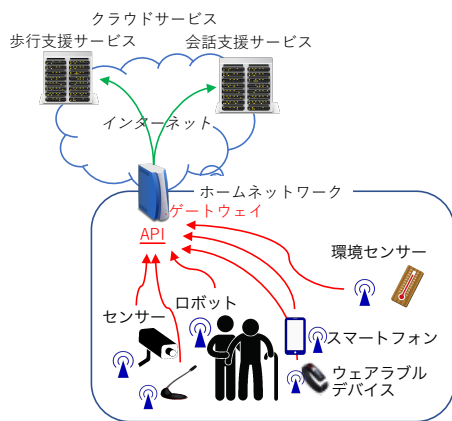 クラウドサービス
歩行支援サービス
会話支援サービス
インターネット
ホームネットワーク
ゲートウェイ
API
環境センサー
ロボット
センサー
スマートフォン
ウェアラブル
デバイス